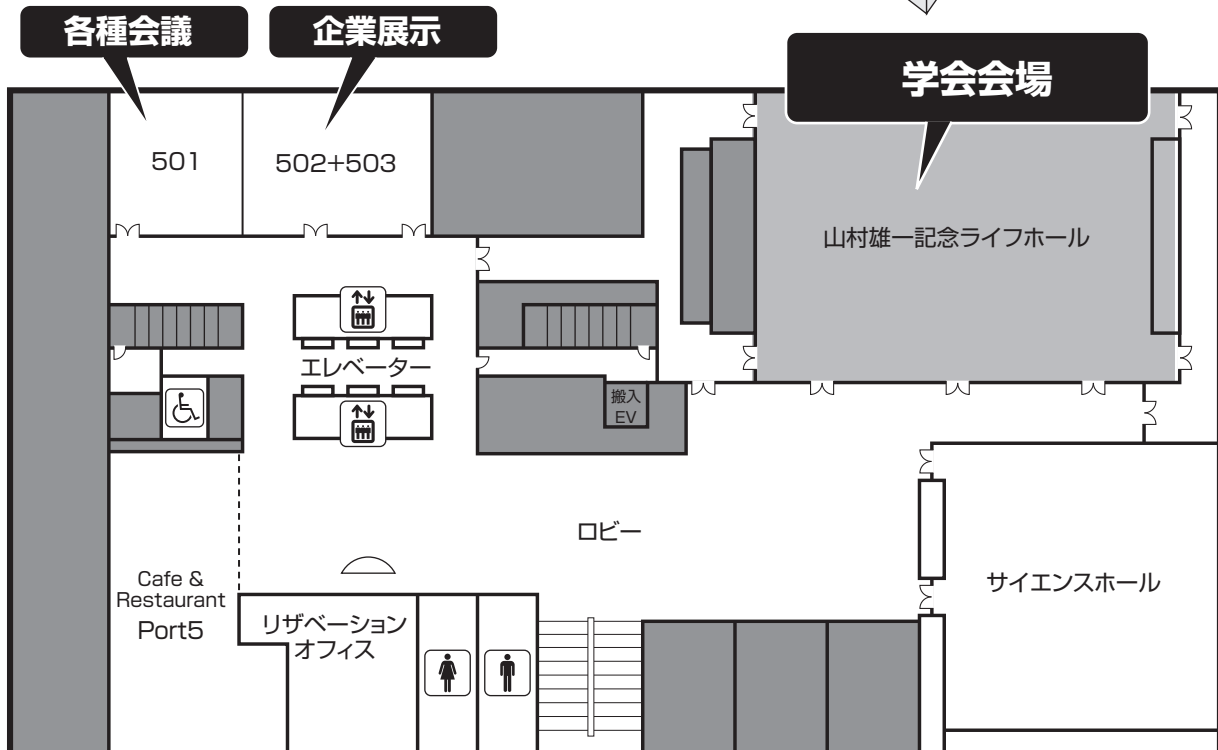 各種会議
企業展示
学会会場
501
502+503
山村雄一記念ライフホール
エレベーター
搬入
EV
ロビー
Cafe &
Restaurant
Port5
リザベーション
オフィス
サイエンスホール